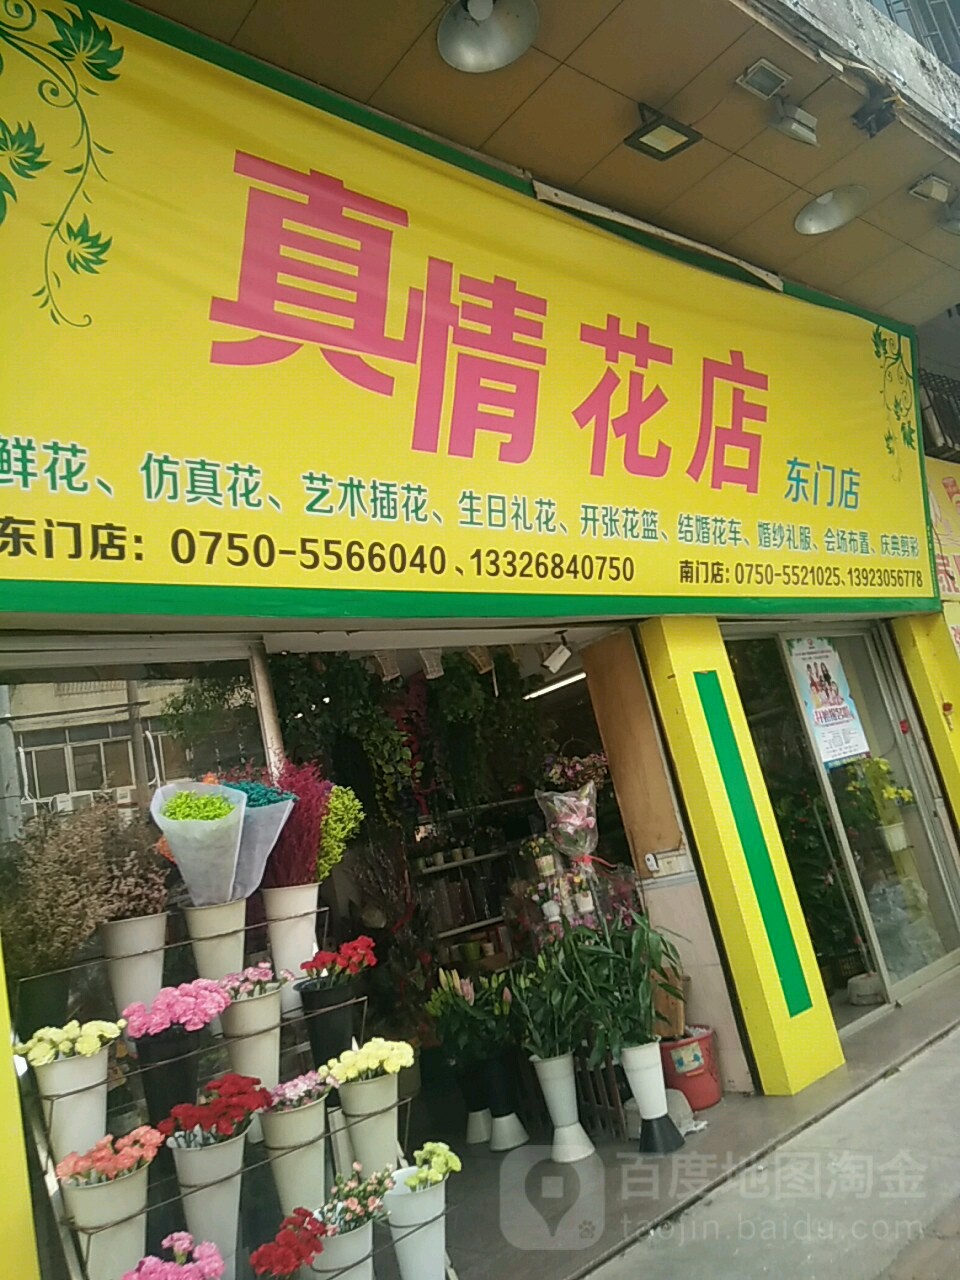 真情花店 东门店
鲜花、仿真花、艺术插花、生日礼花、开张花篮、结婚花车、婚纱礼服、会场布置、庆典剪彩
东门店：0750-5566040、13326840750 南门店：0750-5521025、13923056778
百度地图淘金
taojin.baidu.com